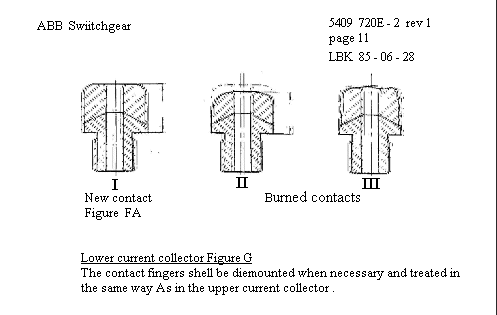 ABB Swiitchgear
5409 720E - 2 rev 1
page 11
LBK 85 - 06 - 28
I
II
III
New contact
Figure FA
Burned contacts
Lower current collector Figure G
The contact fingers shell be diemounted when necessary and treated in
the same way As in the upper current collector .